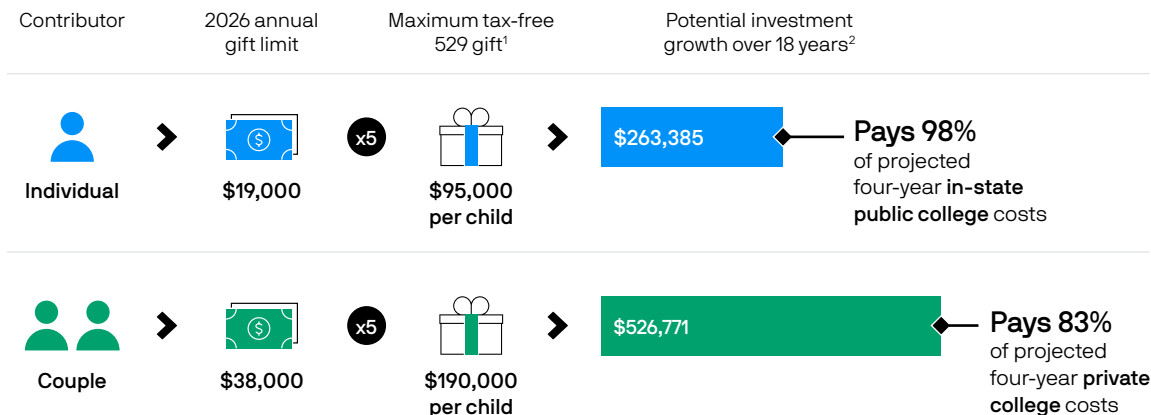 Contributor
2026 annual
gift limit
Maximum tax-free
529 gift¹
Potential investment
growth over 18 years²
Individual
$19,000
x5
$95,000
per child
$263,385
Pays 98%
of projected
four-year in-state
public college costs
Couple
$38,000
x5
$190,000
per child
$526,771
Pays 83%
of projected
four-year private
college costs